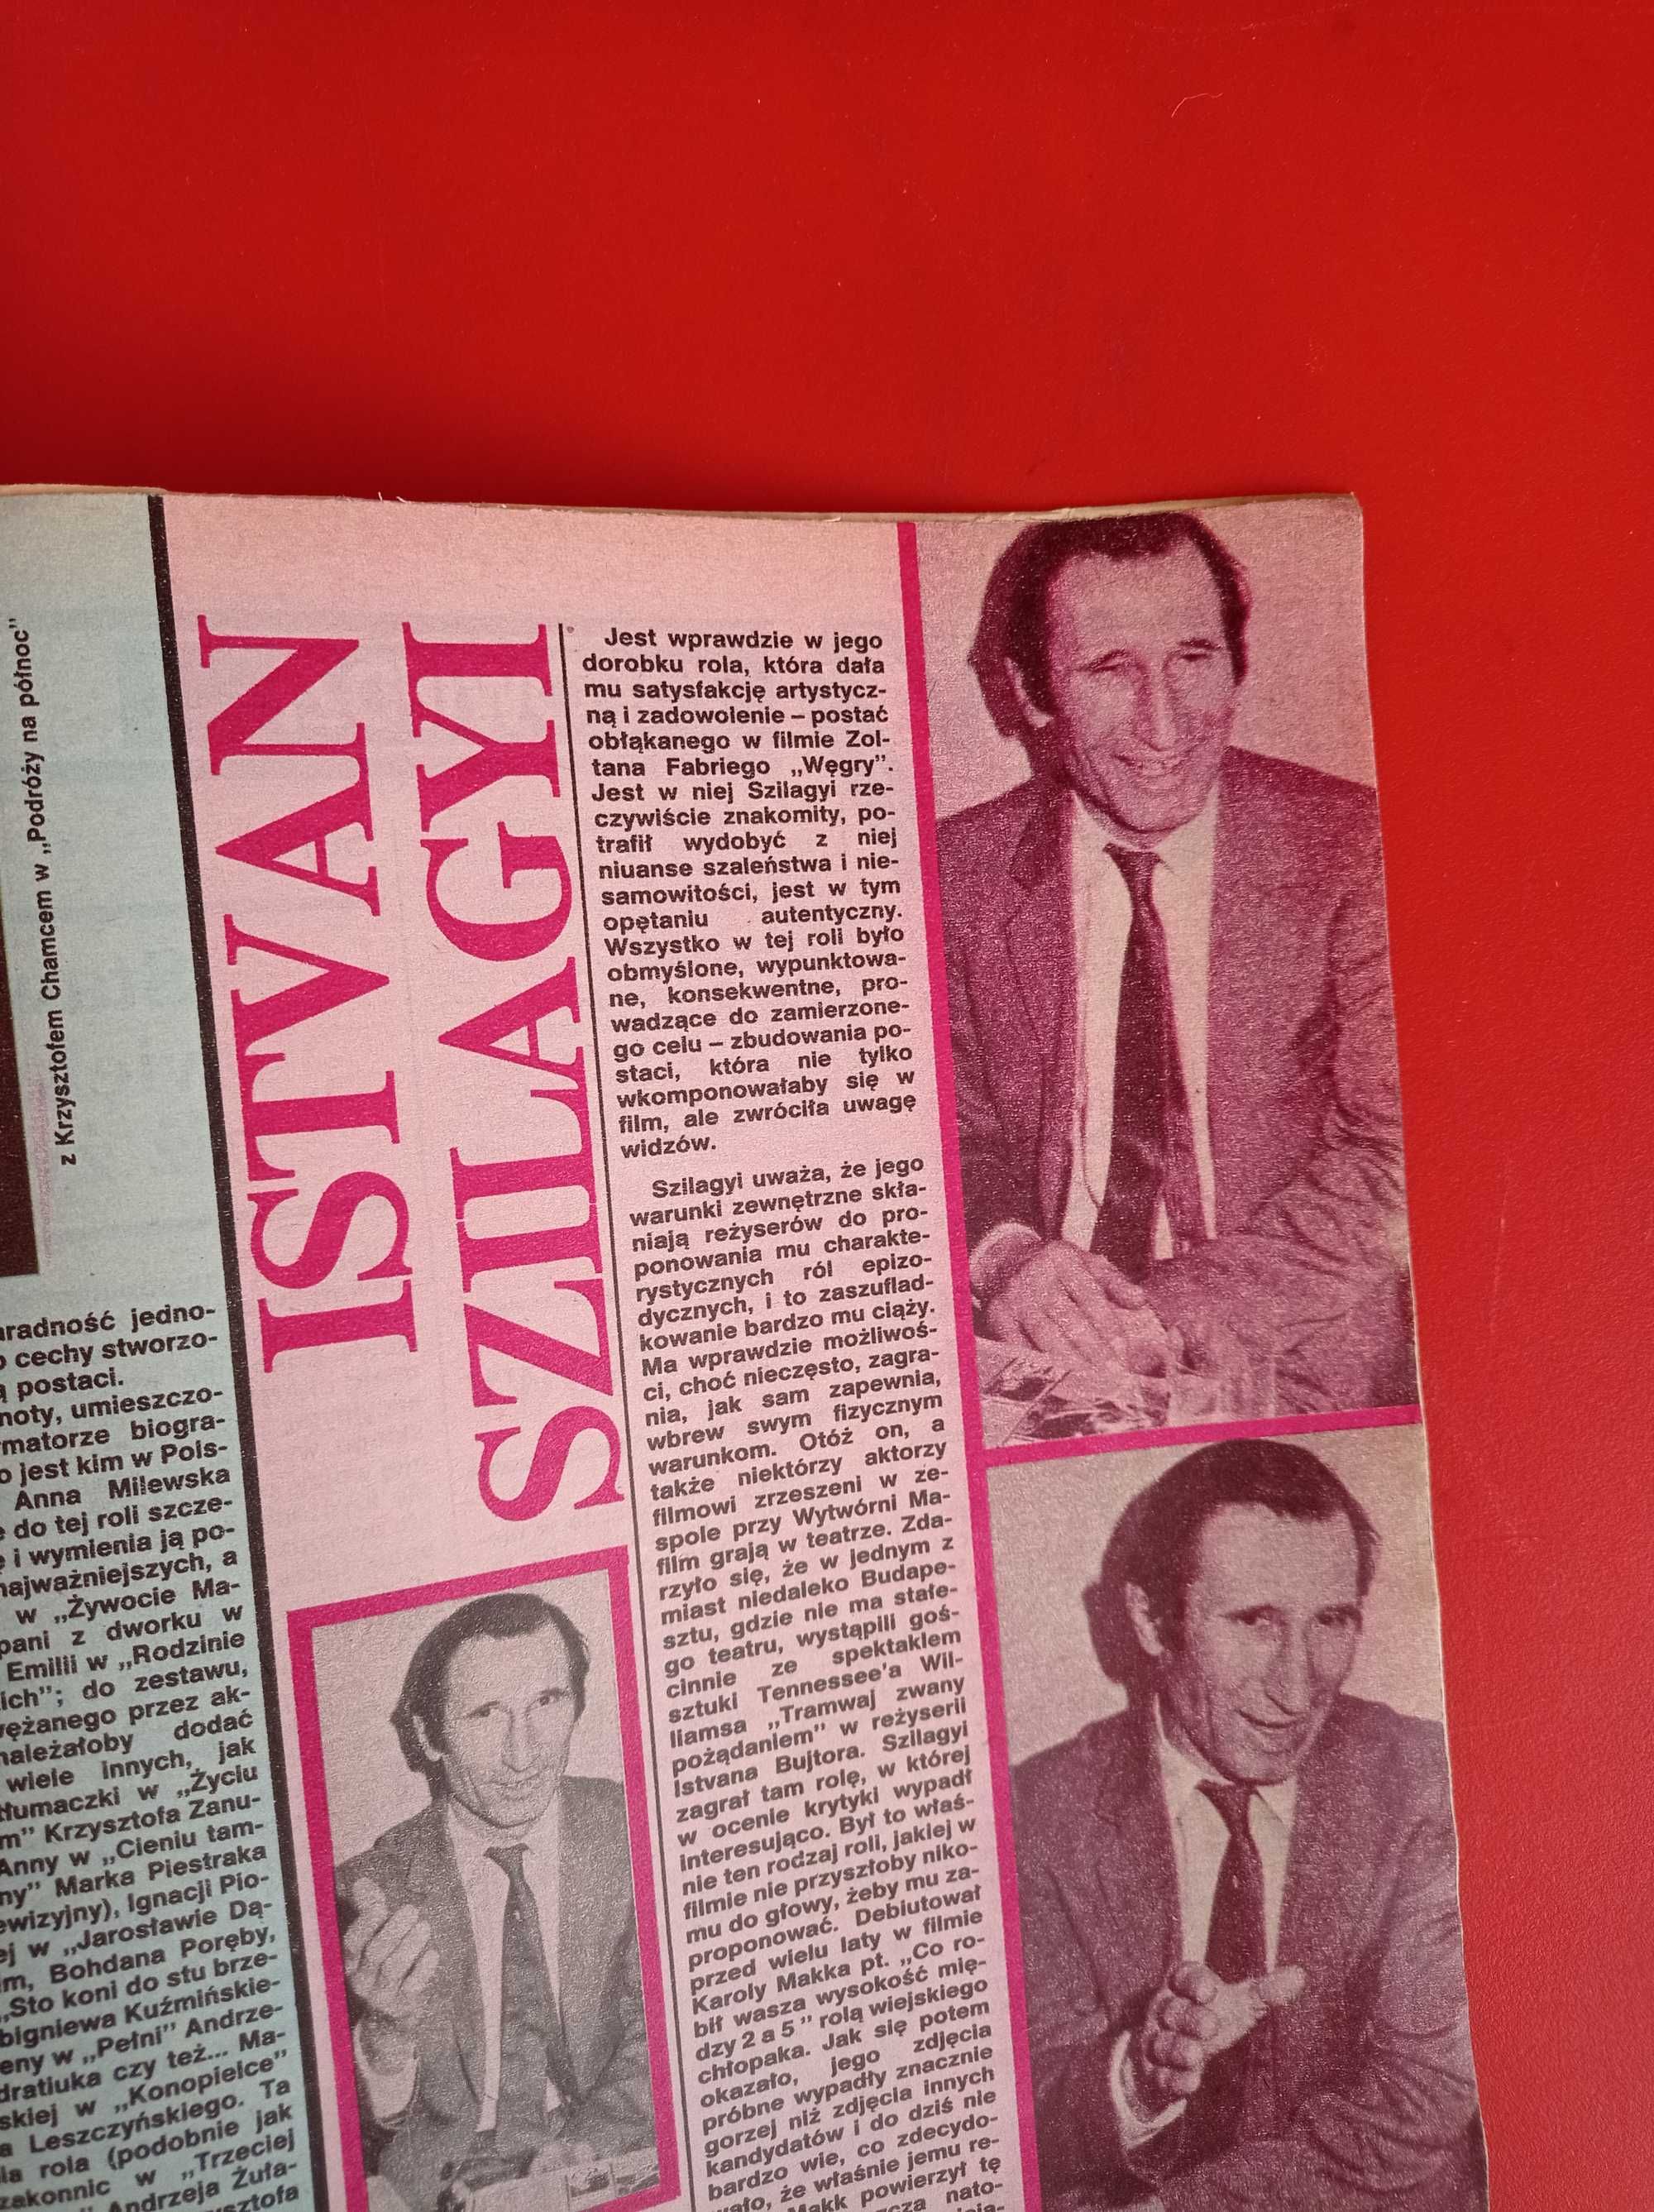 z Krzysztofem Chamcem w „Podróży na północ”
jedno-
cechy stworzo-
postaci.
umieszczo-
biogra-
jest kim w Pols-
Anna Milewska
do tej roli szcze-
i wymienia ją po-
najważniejszych, a
w „Żywocie Ma-
pani z dworku w
Emilii w „Rodzinie
do zestawu,
przez ak-
należałoby dodać
wiele innych, jak
tłumaczki w „Życiu
Krzysztofa Zanu-
Anny w „Cieniu tam-
Marka Piestraka
Ignacji Pio-
w „Jarosławie Dą-
Bohdana Poręby,
„Sto koni do stu brze-
Kuźmińskie-
w „Pełni” Andrze-
czy też... Ma-
w „Konopielce”
Leszczyńskiego. Ta
rola (podobnie jak
zakonnic w „Trzeciej
Andrzeja Żuła-
ISTVAN
SZILAGYI
Jest wprawdzie w jego
dorobku rola, która dała
mu satysfakcję artystycz-
ną i zadowolenie – postać
obłąkanego w filmie Zol-
tana Fabriego „Węgry”.
Jest w niej Szilagyi rze-
czywiście znakomity, po-
trafił wydobyć z niej
niuanse szaleństwa i nie-
samowitości, jest w tym
opętaniu autentyczny.
Wszystko w tej roli było
obmyślone, wypunktowa-
ne, konsekwentne, pro-
wadzące do zamierzone-
go celu – zbudowania po-
staci, która nie tylko
wkomponowałaby się w
film, ale zwróciła uwagę
widzów.
Szilagyi uważa, że jego
warunki zewnętrzne skła-
niają reżyserów do pro-
ponowania mu charakte-
rystycznych ról epizo-
dycznych, i to zaszuflad-
kowanie bardzo mu ciąży.
Ma wprawdzie możliwoś-
ci, choć nieczęsto, zagra-
nia, jak sam zapewnia,
wbrew swym fizycznym
warunkom. Otóż on, a
także niektórzy aktorzy
filmowi zrzeszeni w ze-
spole przy Wytwórni Ma-
film grają w teatrze. Zda-
rzyło się, że w jednym z
miast niedaleko Budape-
sztu, gdzie nie ma stałe-
go teatru, wystąpili goś-
cinnie ze spektaklem
sztuki Tennessee'a Wil-
liamsa „Tramwaj zwany
pożądaniem” w reżyserii
Istvana Bujtora. Szilagyi
zagrał tam rolę, w której
w ocenie krytyki wypadł
interesująco. Był to właś-
nie ten rodzaj roli, jakiej w
filmie nie przyszłoby niko-
mu do głowy, żeby mu za-
proponować. Debiutował
przed wielu laty w filmie
Karoly Makka pt. „Co ro-
bił wasza wysokość mię-
dzy 2 a 5” rolą wiejskiego
chłopaka. Jak się potem
okazało, jego zdjęcia
próbne wypadły znacznie
gorzej niż zdjęcia innych
kandydatów i do dziś nie
bardzo wie, co zdecydo-
że właśnie jemu re-
Makk powierzył tę
nato-